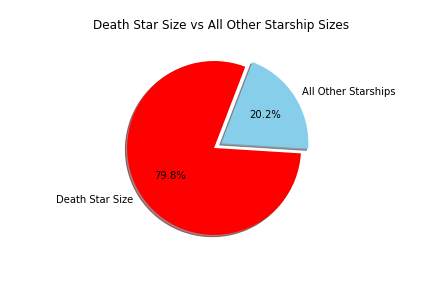 Death Star Size vs All Other Starship Sizes
All Other Starships
20.2%
79.8%
Death Star Size